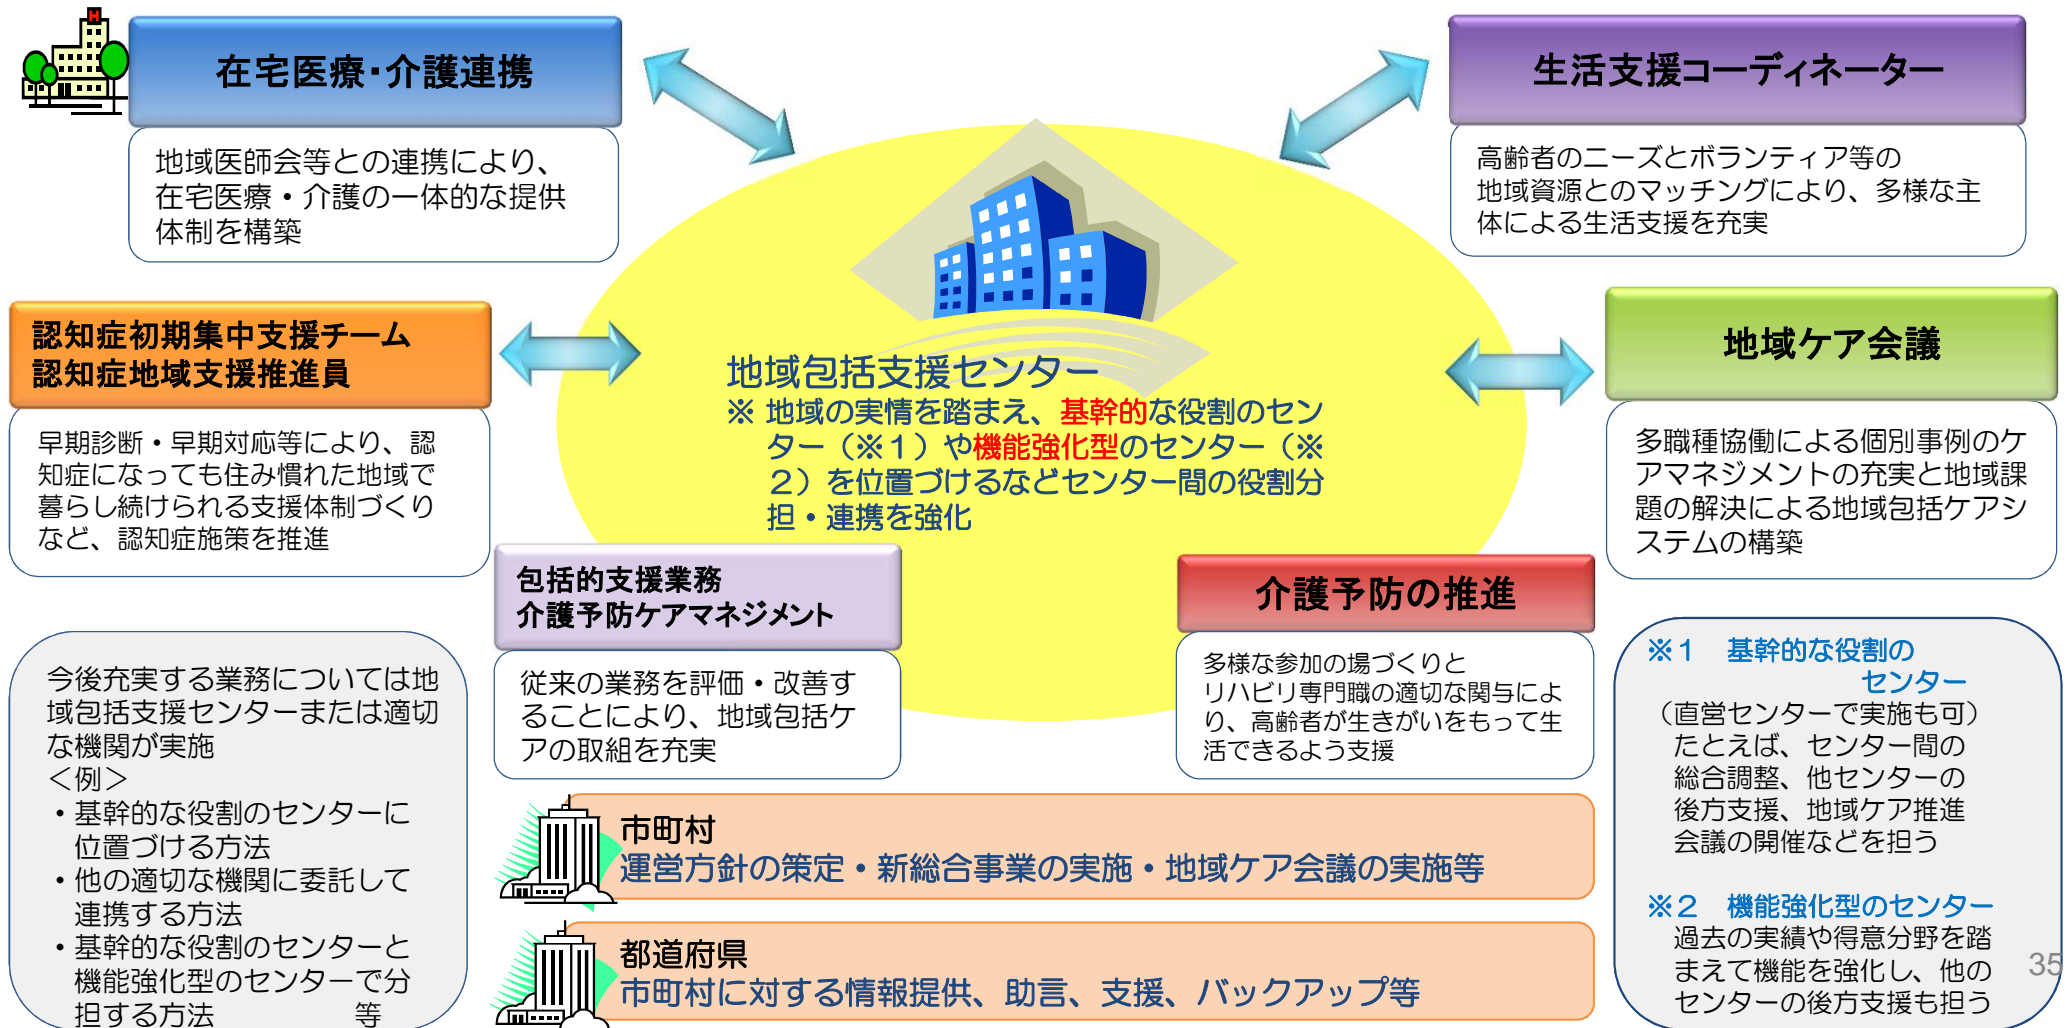 H
在宅医療・介護連携
地域医師会等との連携により、
在宅医療・介護の一体的な提供
体制を構築
生活支援コーディネーター
高齢者のニーズとボランティア等の
地域資源とのマッチングにより、多様な主
体による生活支援を充実
認知症初期集中支援チーム
認知症地域支援推進員
早期診断・早期対応等により、認
知症になっても住み慣れた地域で
暮らし続けられる支援体制づくり
など、認知症施策を推進
地域包括支援センター
※ 地域の実情を踏まえ、基幹的な役割のセン
ター（※１）や機能強化型のセンター（※
２）を位置づけるなどセンター間の役割分
担・連携を強化
地域ケア会議
多職種協働による個別事例のケ
アマネジメントの充実と地域課
題の解決による地域包括ケアシ
ステムの構築
包括的支援業務
介護予防ケアマネジメント
従来の業務を評価・改善す
ることにより、地域包括ケ
アの取組を充実
介護予防の推進
多様な参加の場づくりと
リハビリ専門職の適切な関与によ
り、高齢者が生きがいをもって生
活できるよう支援
今後充実する業務については地
域包括支援センターまたは適切
な機関が実施
＜例＞
・基幹的な役割のセンターに
位置づける方法
・他の適切な機関に委託して
連携する方法
・基幹的な役割のセンターと
機能強化型のセンターで分
担する方法　　　　　等
市町村
運営方針の策定・新総合事業の実施・地域ケア会議の実施等
都道府県
市町村に対する情報提供、助言、支援、バックアップ等
※１　基幹的な役割の
センター
（直営センターで実施も可）
たとえば、センター間の
総合調整、他センターの
後方支援、地域ケア推進
会議の開催などを担う
※２　機能強化型のセンター
過去の実績や得意分野を踏
まえて機能を強化し、他の
センターの後方支援も担う
35